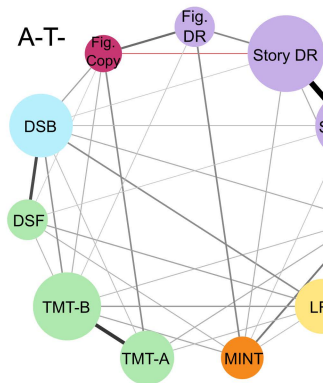 A-T-
Fig.
DR
Fig.
Copy
Story DR
DSB
DSF
TMT-B
TMT-A
MINT